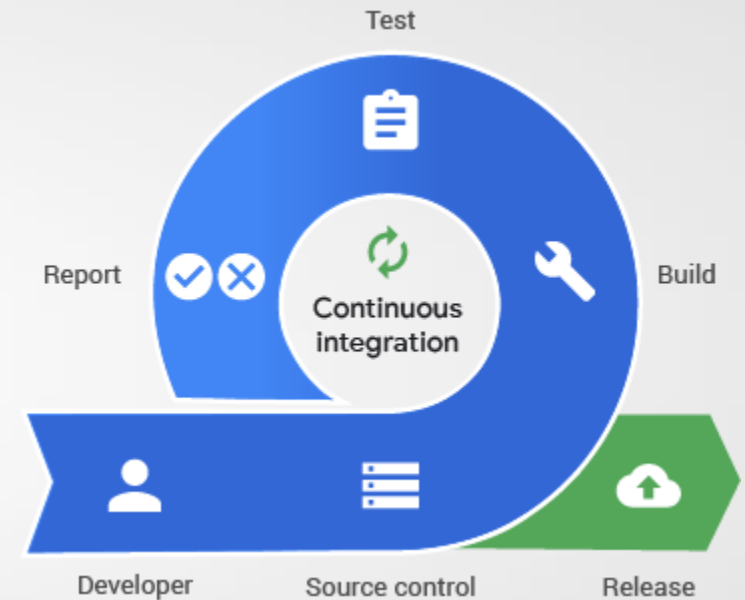 Test
Report
Continuous
integration
Build
Developer
Source control
Release